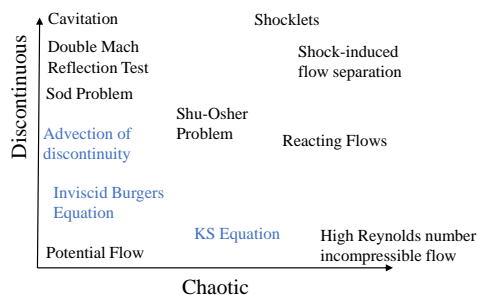 Cavitation
Shocklets
Double Mach
Reflection Test
Shock-induced
flow separation
Sod Problem
Shu-Osher
Problem
Advection of
discontinuity
Reacting Flows
Inviscid Burgers
Equation
KS Equation
High Reynolds number
incompressible flow
Potential Flow
Discontinuous
Chaotic